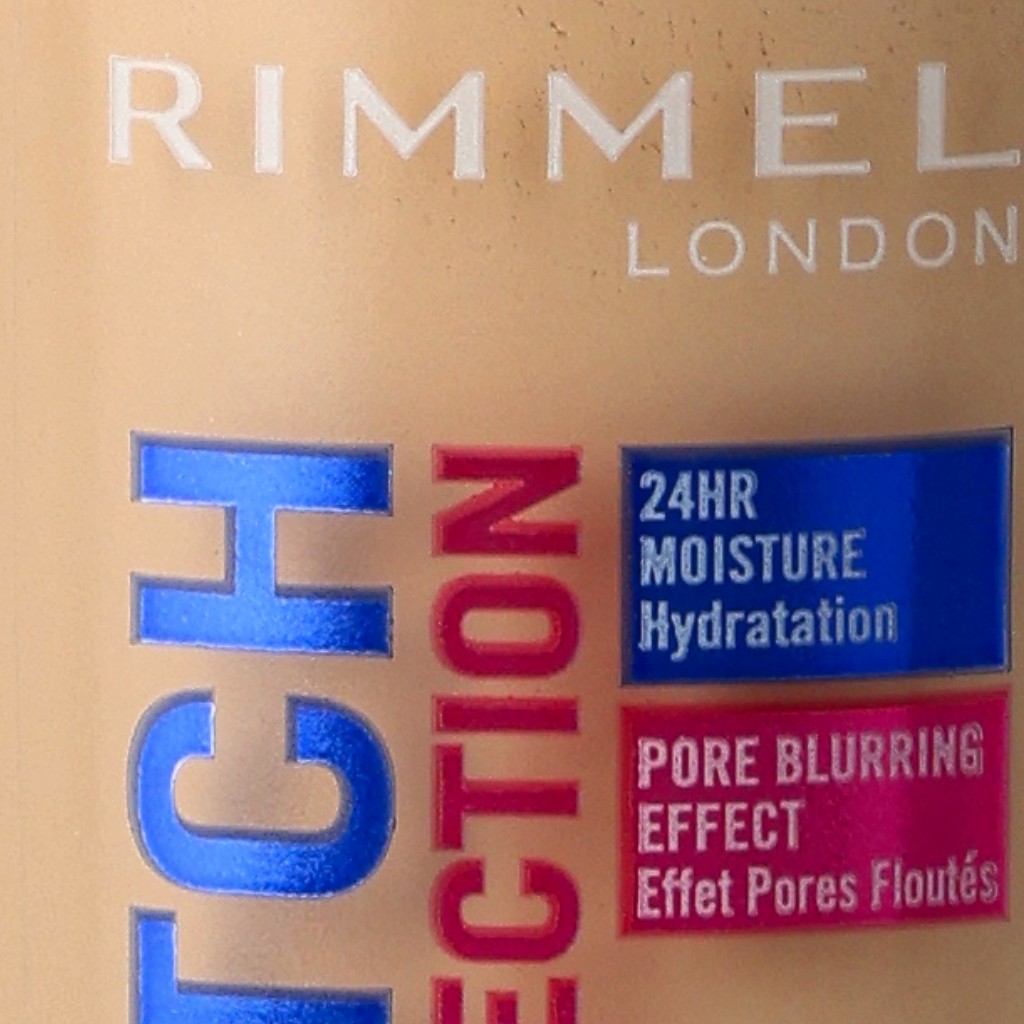 RIMMEL
LONDON
TCH
ECTION
24HR
MOISTURE
Hydratation
PORE BLURRING
EFFECT
Effet Pores Floutés